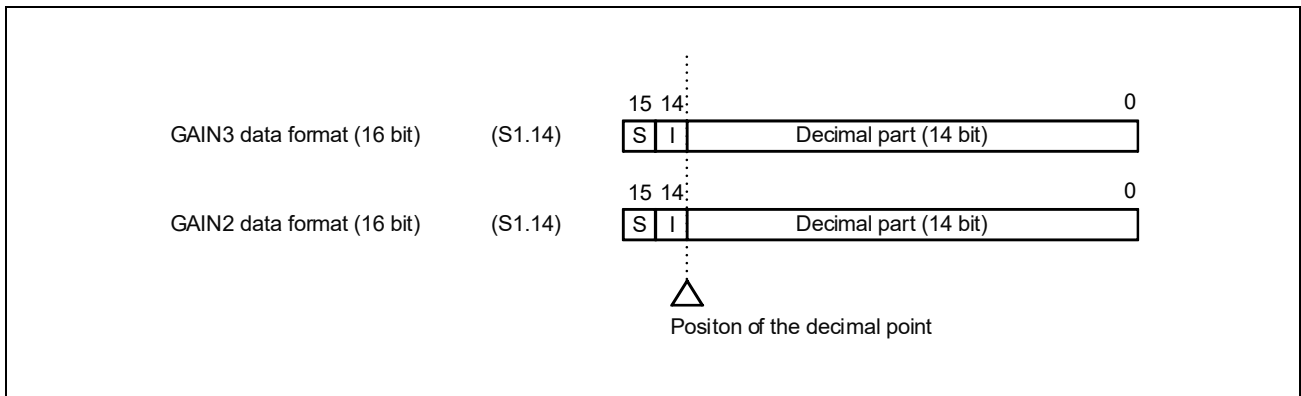 15 14 0
GAIN3 data format (16 bit) (S1.14) S I Decimal part (14 bit)
15 14 0
GAIN2 data format (16 bit) (S1.14) S I Decimal part (14 bit)
Positon of the decimal point